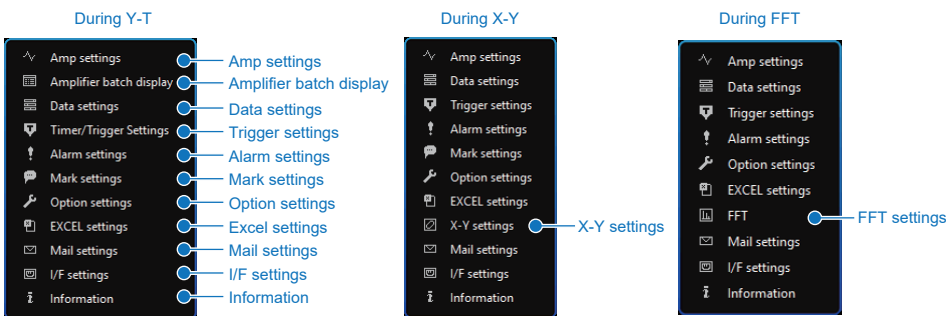 During Y-T
Amp settings
Amplifier batch display
Data settings
Timer/Trigger Settings
Alarm settings
Mark settings
Option settings
EXCEL settings
Mail settings
I/F settings
Information
Amp settings
Amplifier batch display
Data settings
Trigger settings
Alarm settings
Mark settings
Option settings
Excel settings
Mail settings
I/F settings
Information
During X-Y
Amp settings
Data settings
Trigger settings
Alarm settings
Mark settings
Option settings
EXCEL settings
X-Y settings
Mail settings
I/F settings
Information
X-Y settings
During FFT
Amp settings
Data settings
Trigger settings
Alarm settings
Option settings
EXCEL settings
FFT
Mail settings
I/F settings
Information
FFT settings